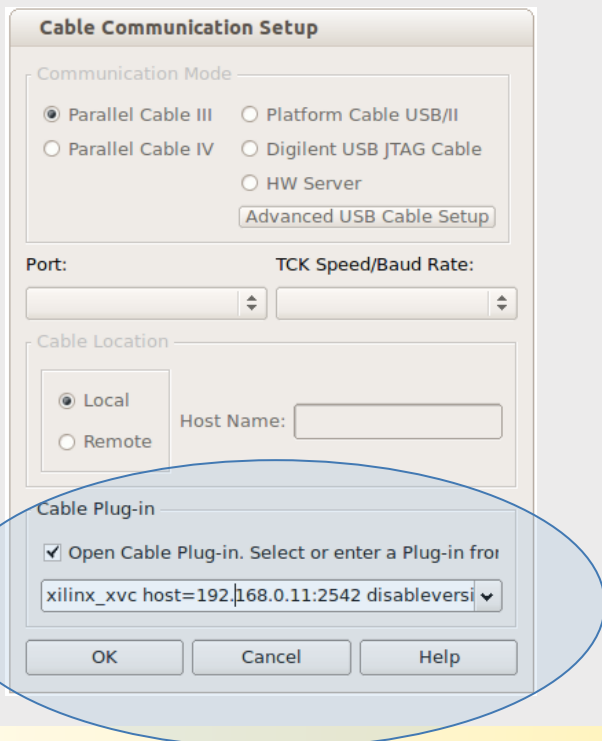 Cable Communication Setup
Communication Mode
Parallel Cable III Platform Cable USB/II
Parallel Cable IV Digilent USB JTAG Cable
HW Server
Advanced USB Cable Setup
Port: TCK Speed/Baud Rate:
Cable Location
Local
Host Name:
Remote
Cable Plug-in
Open Cable Plug-in. Select or enter a Plug-in fror
xilinx_xvc host=192.168.0.11:2542 disableversi
OK Cancel Help